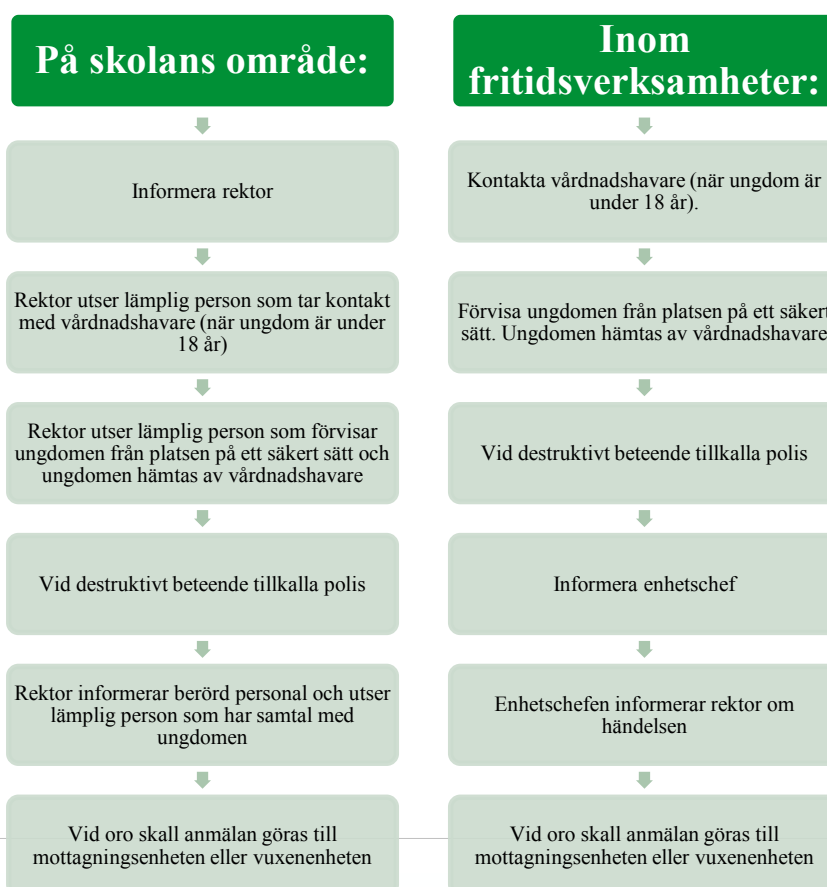 På skolans område:
Informera rektor
Rektor utser lämplig person som tar kontakt
med vårdnadshavare (när ungdom är under
18 år)
Rektor utser lämplig person som förvisar
ungdomen från platsen på ett säkert sätt och
ungdomen hämtas av vårdnadshavare
Vid destruktivt beteende tillkalla polis
Rektor informerar berörd personal och utser
lämplig person som har samtal med
ungdomen
Vid oro skall anmälan göras till
mottagningsenheten eller vuxenenheten
Inom
fritidsverksamheter:
Kontakta vårdnadshavare (när ungdom är
under 18 år).
Förvisa ungdomen från platsen på ett säkert
sätt. Ungdomen hämtas av vårdnadshavare
Vid destruktivt beteende tillkalla polis
Informera enhetschef
Enhetschefen informerar rektor om
händelsen
Vid oro skall anmälan göras till
mottagningsenheten eller vuxenenheten